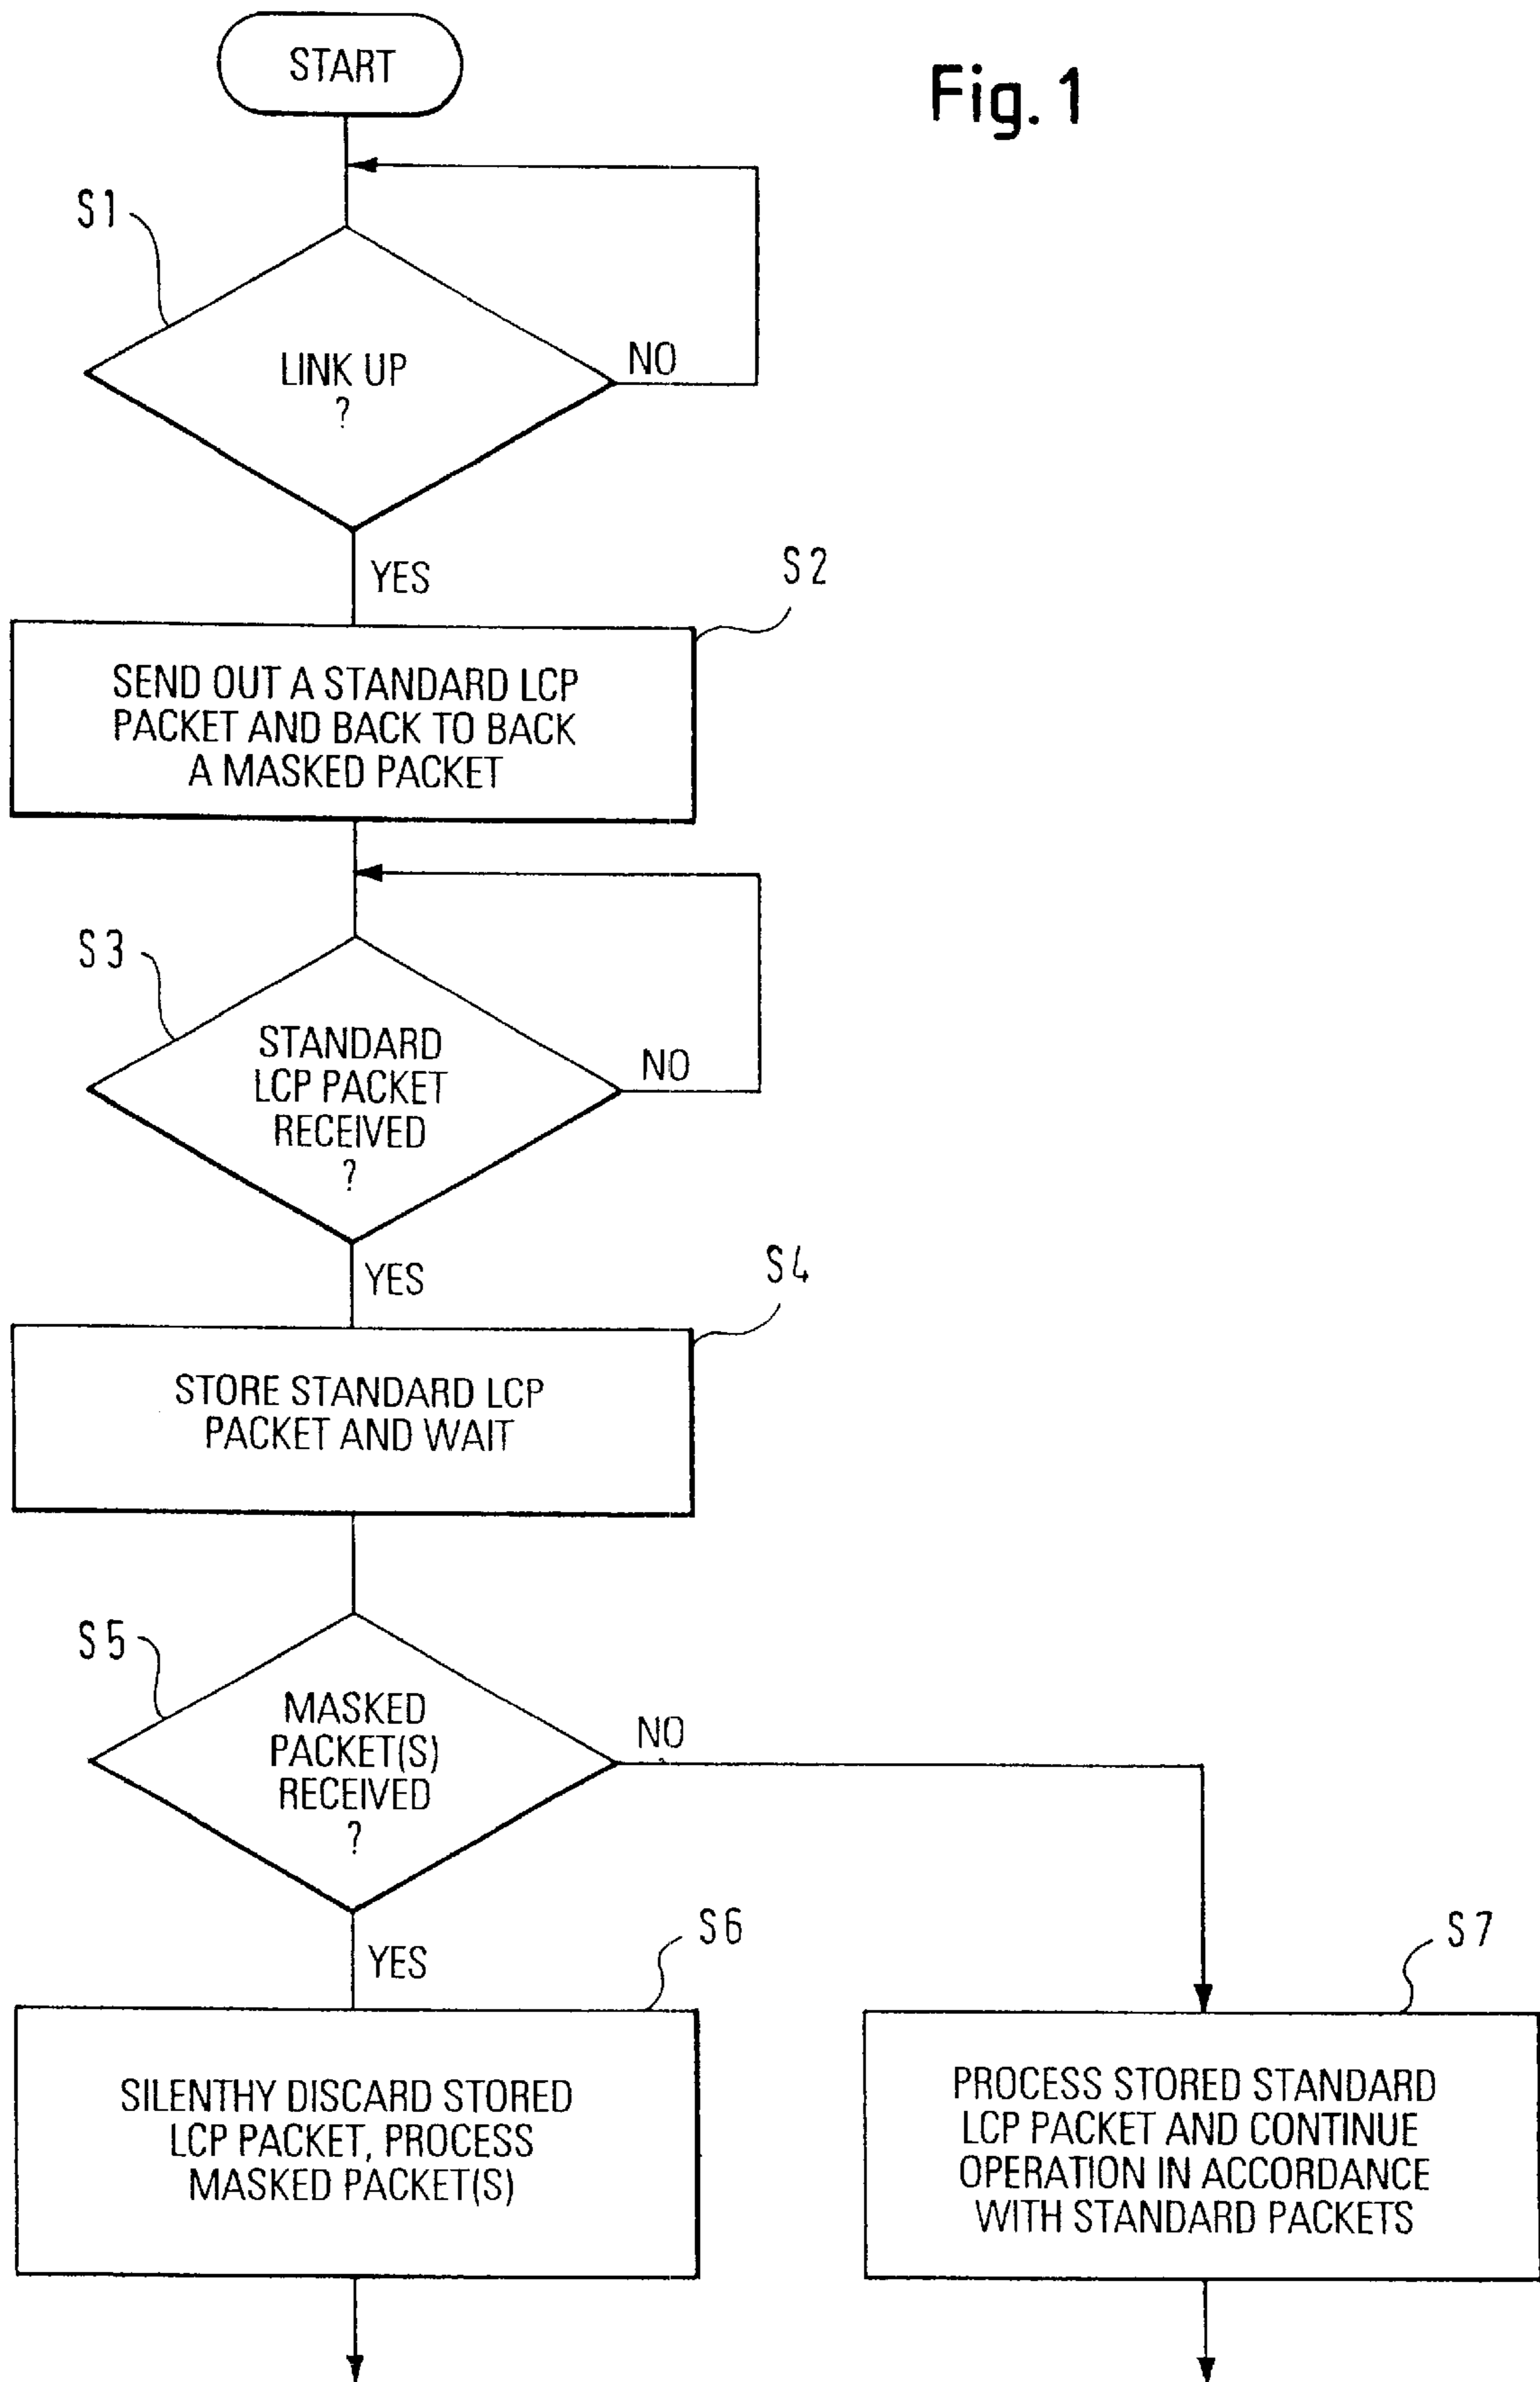 START
Fig. 1
S1
LINK UP
?
NO
YES
S2
SEND OUT A STANDARD LCP
PACKET AND BACK TO BACK
A MASKED PACKET
S3
STANDARD
LCP PACKET
RECEIVED
?
NO
YES
S4
STORE STANDARD LCP
PACKET AND WAIT
S5
MASKED
PACKET(S)
RECEIVED
?
NO
YES
S6
SILENTHY DISCARD STORED
LCP PACKET, PROCESS
MASKED PACKET(S)
S7
PROCESS STORED STANDARD
LCP PACKET AND CONTINUE
OPERATION IN ACCORDANCE
WITH STANDARD PACKETS